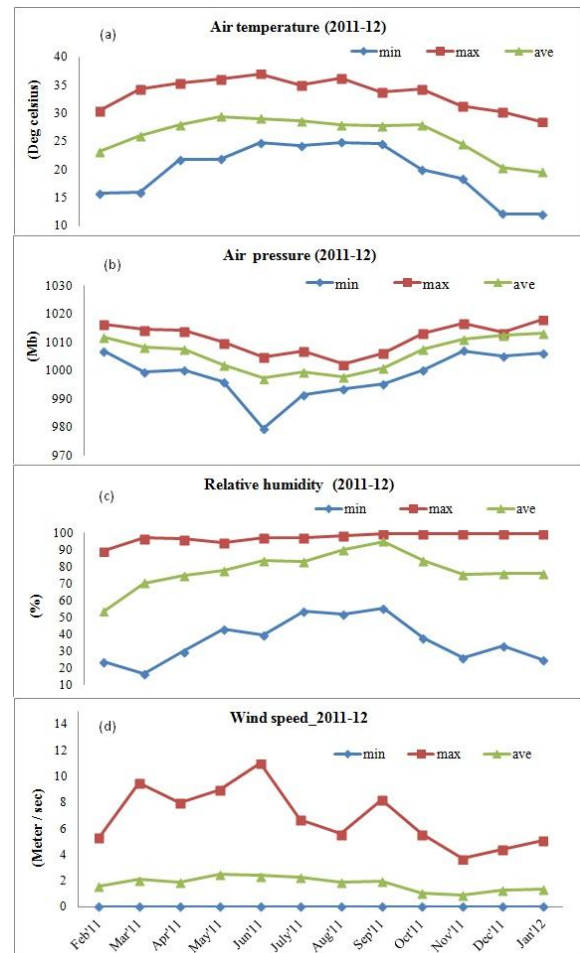 (a)
Air temperature (2011-12)
min max ave
(Deg celsius)
40
35
30
25
20
15
10
(b)
Air pressure (2011-12)
min max ave
(Mb)
1030
1020
1010
1000
990
980
970
(c)
Relative humidity (2011-12)
min max ave
(%)
100
90
80
70
60
50
40
30
20
10
(d)
Wind speed_2011-12
min max ave
(Meter / sec)
14
12
10
8
6
4
2
0
Feb'11 Mar'11 Apr'11 May'11 Jun'11 July'11 Aug'11 Sep'11 Oct'11 Nov'11 Dec'11 Jan'12